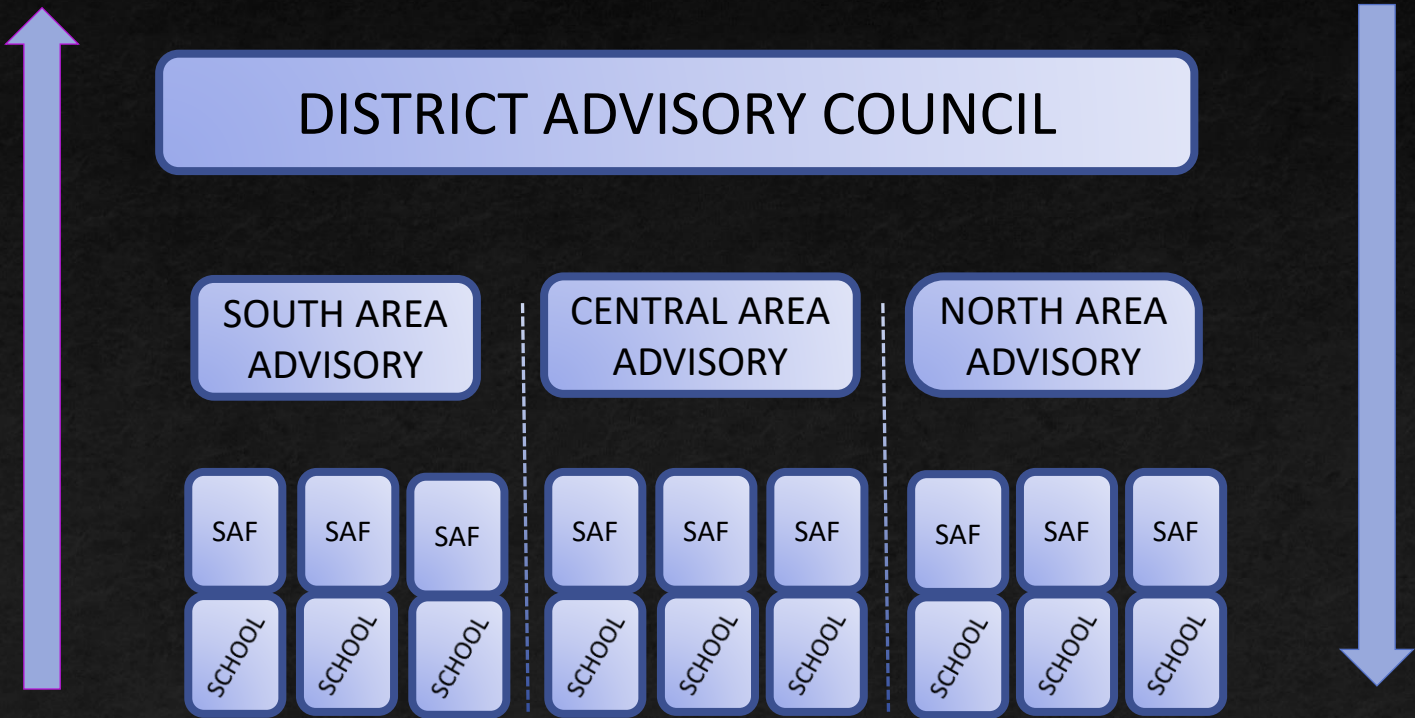 DISTRICT ADVISORY COUNCIL
SOUTH AREA
ADVISORY
CENTRAL AREA
ADVISORY
NORTH AREA
ADVISORY
SAF
SAF
SAF
SAF
SAF
SAF
SAF
SAF
SAF
SCHOOL
SCHOOL
SCHOOL
SCHOOL
SCHOOL
SCHOOL
SCHOOL
SCHOOL
SCHOOL